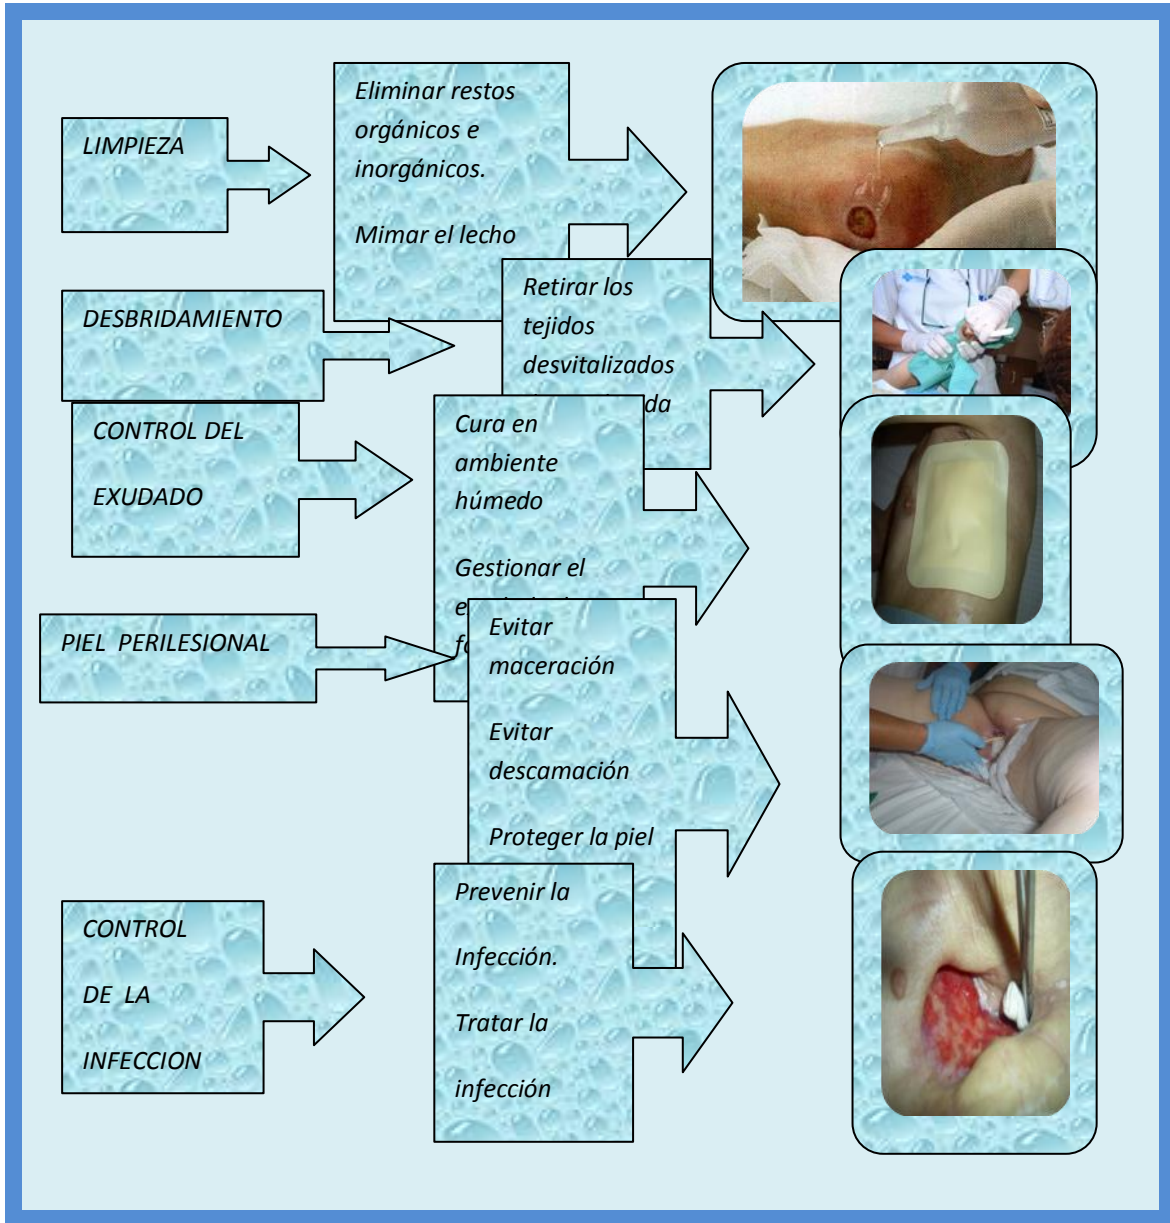 LIMPIEZA
Eliminar restos
orgánicos e
inorgánicos.
Mimar el lecho
DESBRIDAMIENTO
Retirar los
tejidos
desvitalizados
CONTROL DEL
EXUDADO
Cura en
ambiente
húmedo
Gestionar el
PIEL PERILESIONAL
Evitar
maceración
Evitar
descamación
Proteger la piel
CONTROL
DE LA
INFECCION
Prevenir la
Infección.
Tratar la
infección